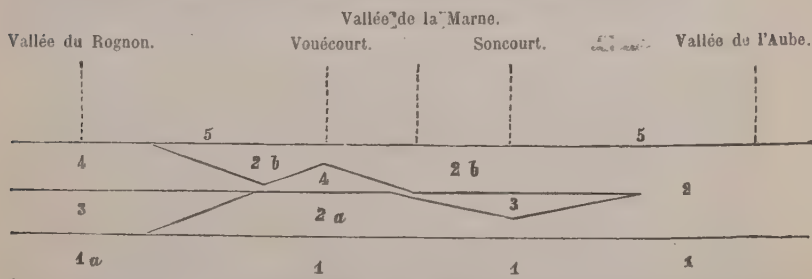 Vallée de la Marne.
Vallée du Rognon. Vouécourt. Soncourt. Vallée de l'Aube.
5 5
4 2 b 4 2 b 2
3 2 a 3
1 a 1 1 1